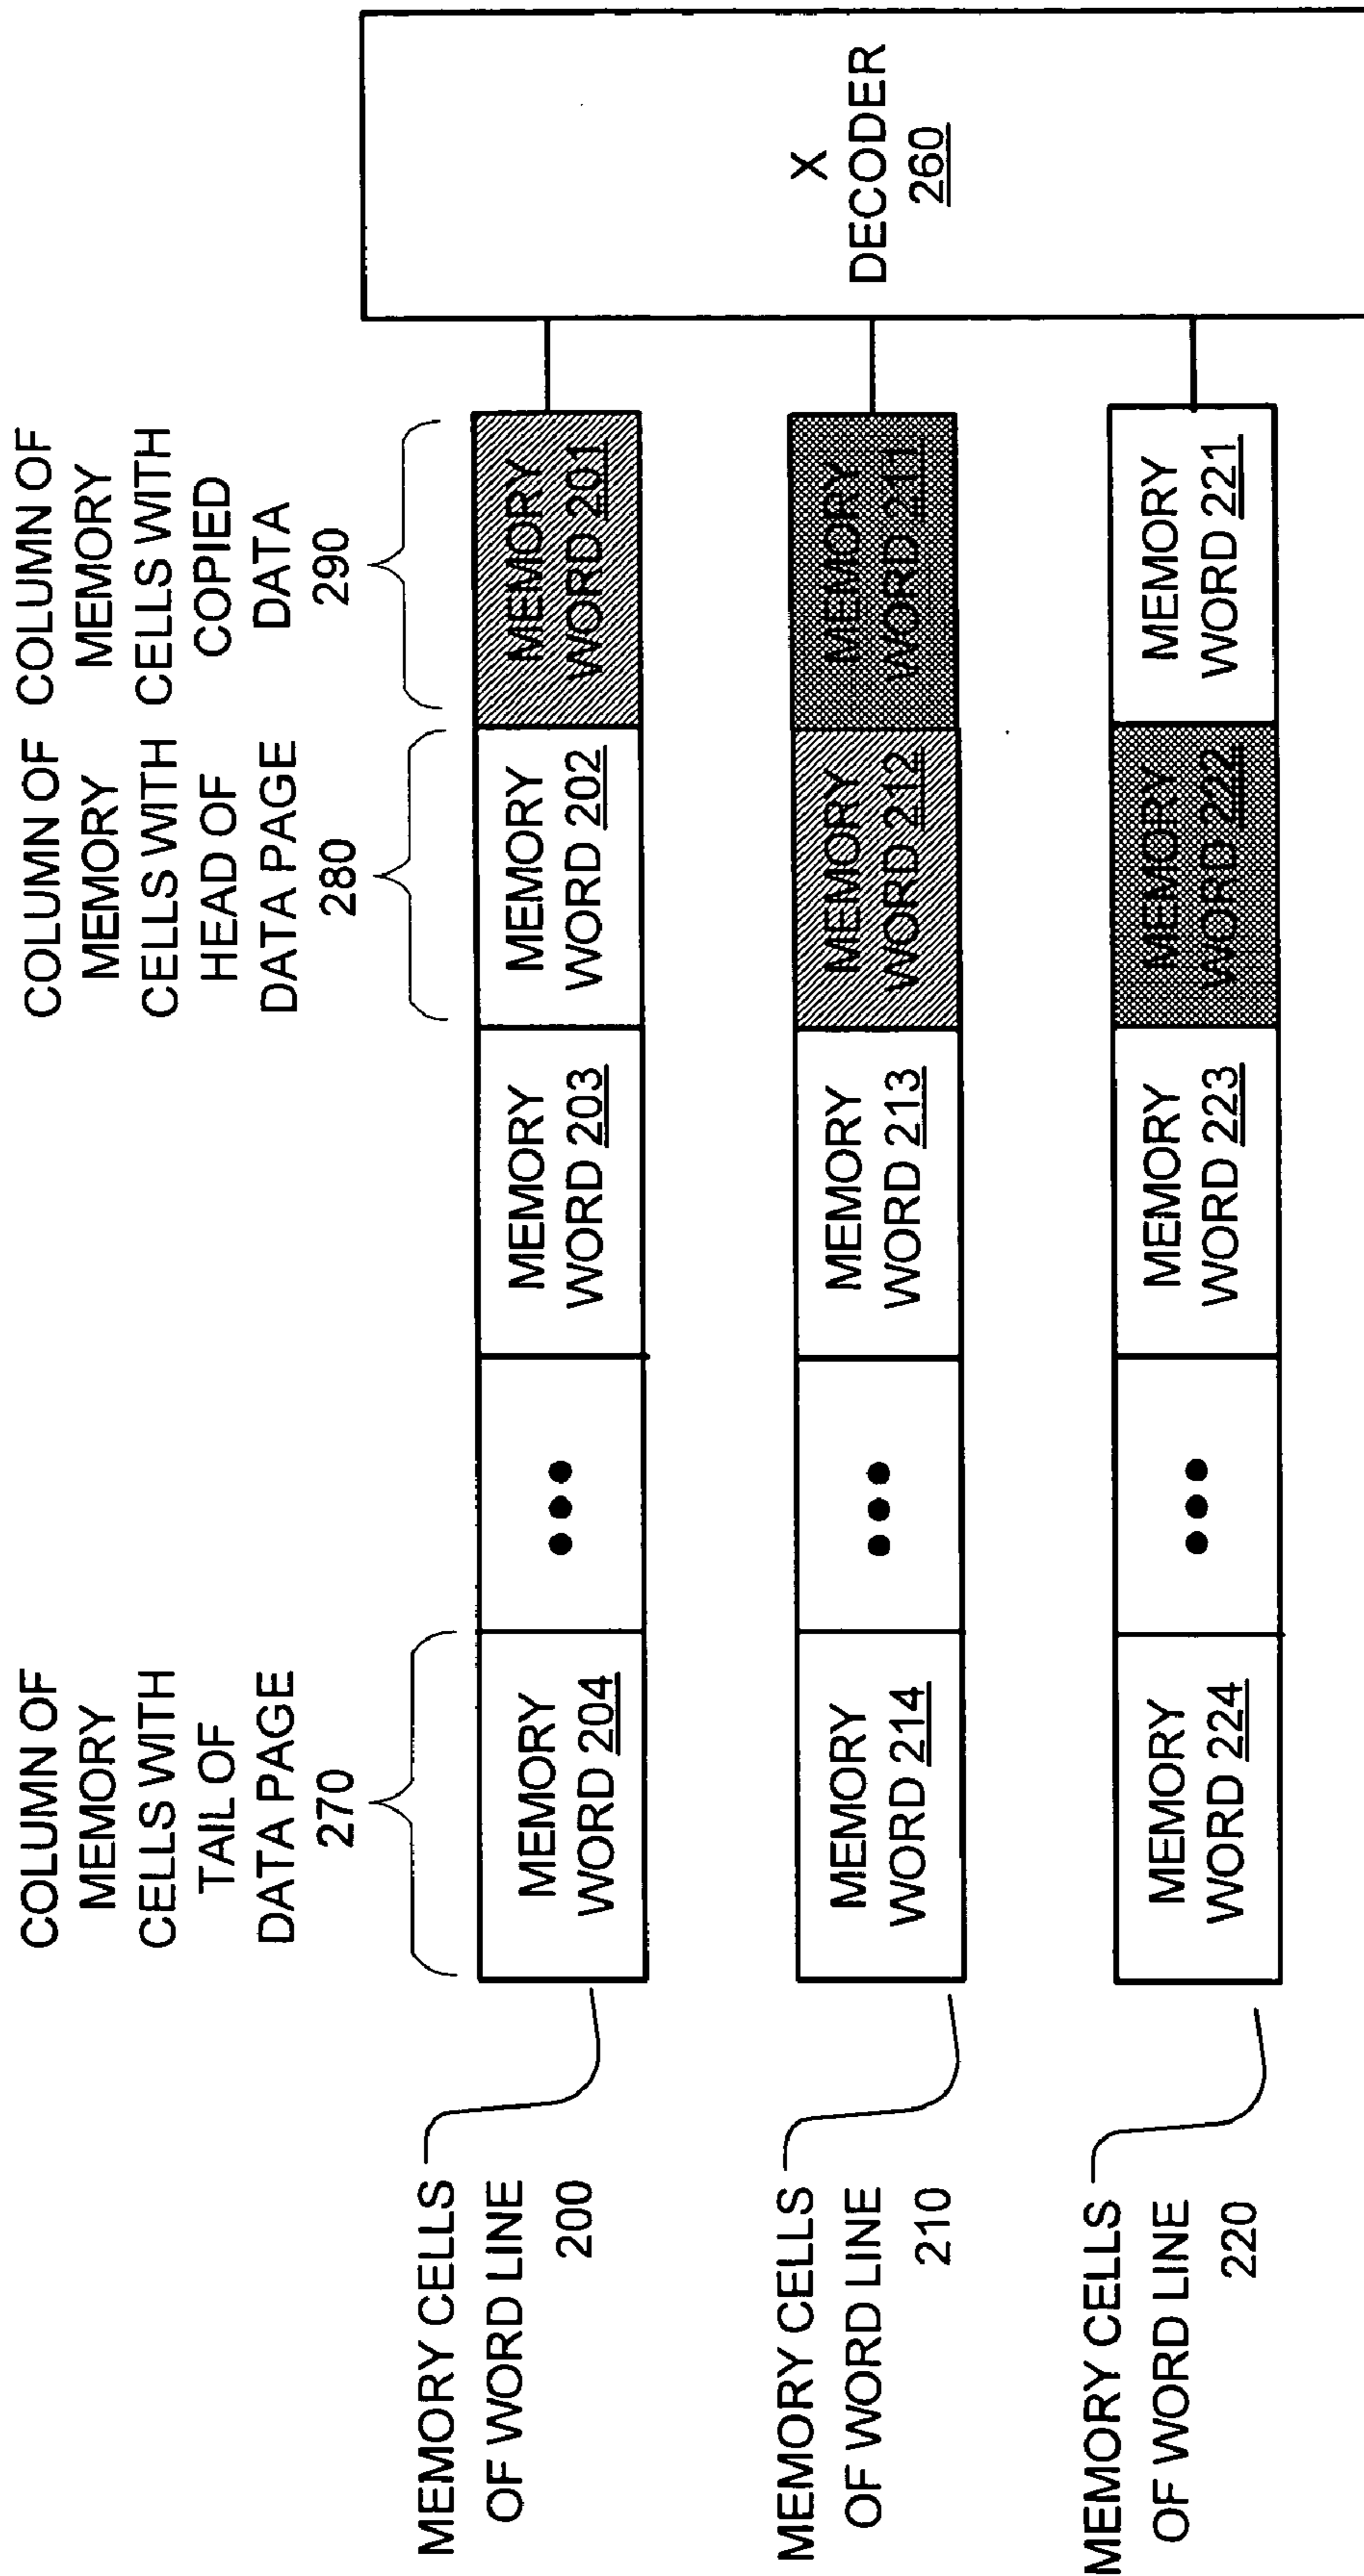 COLUMN OF
MEMORY
CELLS WITH
TAIL OF
DATA PAGE
270
COLUMN OF
MEMORY
CELLS WITH
HEAD OF
DATA PAGE
280
COLUMN OF
MEMORY
CELLS WITH
COPIED
DATA
290
MEMORY CELLS
OF WORD LINE
200
MEMORY
WORD 204
•••
MEMORY
WORD 203
MEMORY
WORD 202
MEMORY
WORD 201
MEMORY CELLS
OF WORD LINE
210
MEMORY
WORD 214
•••
MEMORY
WORD 213
MEMORY
WORD 212
MEMORY
WORD 211
MEMORY CELLS
OF WORD LINE
220
MEMORY
WORD 224
•••
MEMORY
WORD 223
MEMORY
WORD 222
MEMORY
WORD 221
X
DECODER
260